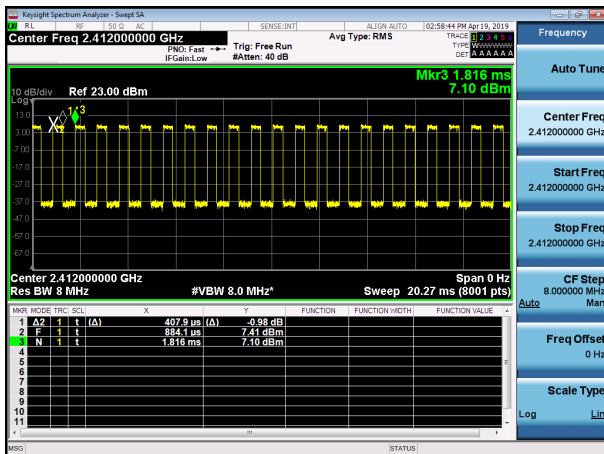 Keysight Spectrum Analyzer - Swept SA
RL RF 50 Ω AC SENSE:INT ALIGN AUTO 02:58:44 PM Apr 19, 2019
Center Freq 2.412000000 GHz
PNO: Fast
IFGain:Low
Trig: Free Run
#Atten: 40 dB
Avg Type: RMS
TRACE 1 2 3 4 5 6
TYPE WWWWWW
DET A A A A A A
Mkr3 1.816 ms
7.10 dBm
10 dB/div Ref 23.00 dBm
Log
13.0
3.00
-7.00
-17.0
-27.0
-37.0
-47.0
-57.0
-67.0
1 3
Center 2.412000000 GHz Span 0 Hz
Res BW 8 MHz #VBW 8.0 MHz* Sweep 20.27 ms (8001 pts)
MKR MODE TRC SCL X Y FUNCTION FUNCTION WIDTH FUNCTION VALUE
1 Δ2 1 t (Δ) 407.9 µs (Δ) -0.98 dB
2 F 1 t 884.1 µs 7.41 dBm
3 N 1 t 1.816 ms 7.10 dBm
4
5
6
7
8
9
10
11
MSG STATUS
Frequency
Auto Tune
Center Freq
2.412000000 GHz
Start Freq
2.412000000 GHz
Stop Freq
2.412000000 GHz
CF Step
8.000000 MHz
Auto Man
Freq Offset
0 Hz
Scale Type
Log Lin